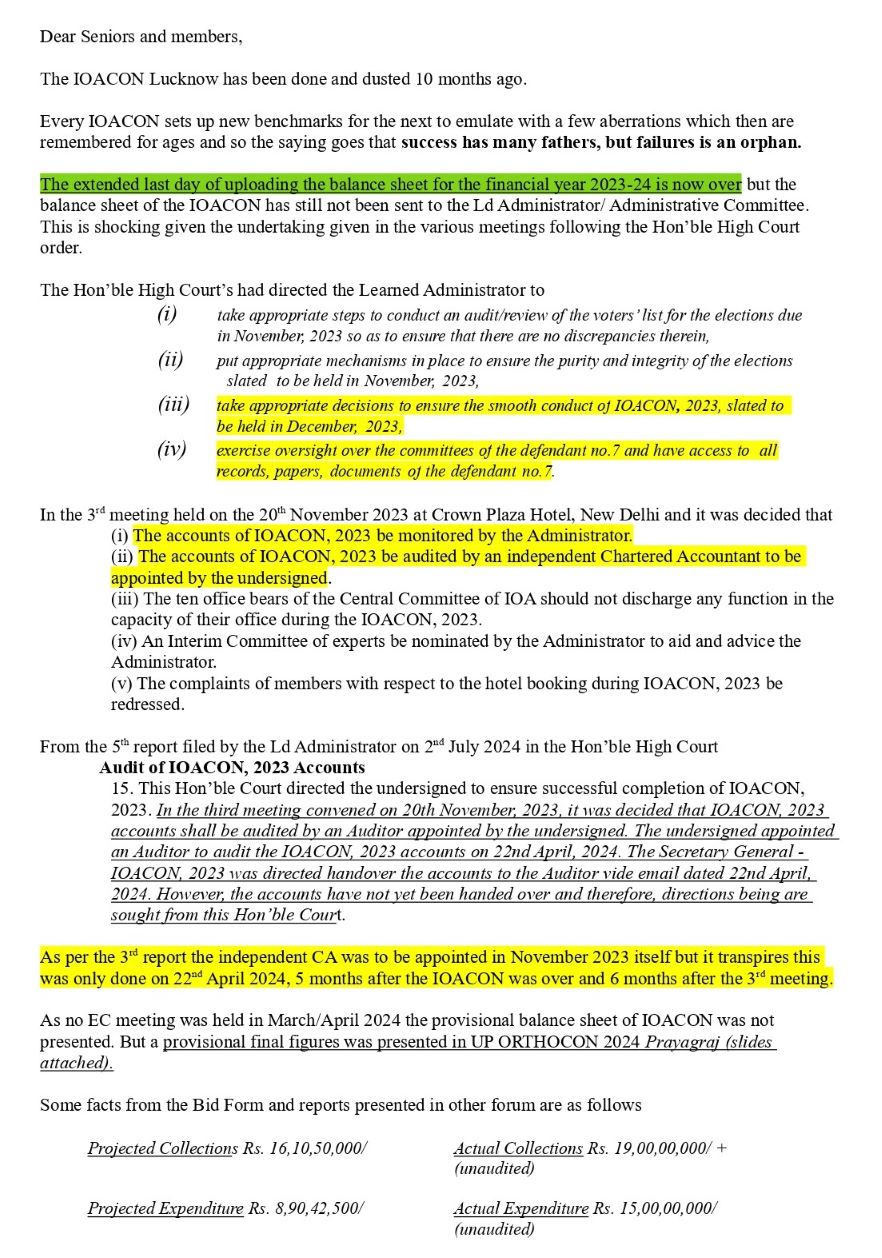 Dear Seniors and members,
The IOACON Lucknow has been done and dusted 10 months ago.
Every IOACON sets up new benchmarks for the next to emulate with a few aberrations which then are
remembered for ages and so the saying goes that success has many fathers, but failures is an orphan.
The extended last day of uploading the balance sheet for the financial year 2023-24 is now over but the
balance sheet of the IOACON has still not been sent to the Ld Administrator/ Administrative Committee.
This is shocking given the undertaking given in the various meetings following the Hon'ble High Court
order.
The Hon'ble High Court's had directed the Learned Administrator to
(i) take appropriate steps to conduct an audit/review of the voters' list for the elections due
in November, 2023 so as to ensure that there are no discrepancies therein,
(ii) put appropriate mechanisms in place to ensure the purity and integrity of the elections
slated to be held in November, 2023,
(iii) take appropriate decisions to ensure the smooth conduct of IOACON, 2023, slated to
be held in December, 2023,
(iv) exercise oversight over the committees of the defendant no.7 and have access to all
records, papers, documents of the defendant no.7.
In the 3rd meeting held on the 20th November 2023 at Crown Plaza Hotel, New Delhi and it was decided that
(i) The accounts of IOACON, 2023 be monitored by the Administrator.
(ii) The accounts of IOACON, 2023 be audited by an independent Chartered Accountant to be
appointed by the undersigned.
(iii) The ten office bears of the Central Committee of IOA should not discharge any function in the
capacity of their office during the IOACON, 2023.
(iv) An Interim Committee of experts be nominated by the Administrator to aid and advice the
Administrator.
(v) The complaints of members with respect to the hotel booking during IOACON, 2023 be
redressed.
From the 5th report filed by the Ld Administrator on 2nd July 2024 in the Hon'ble High Court
Audit of IOACON, 2023 Accounts
15. This Hon'ble Court directed the undersigned to ensure successful completion of IOACON,
2023. In the third meeting convened on 20th November, 2023, it was decided that IOACON, 2023
accounts shall be audited by an Auditor appointed by the undersigned. The undersigned appointed
an Auditor to audit the IOACON, 2023 accounts on 22nd April, 2024. The Secretary General -
IOACON, 2023 was directed handover the accounts to the Auditor vide email dated 22nd April,
2024. However, the accounts have not yet been handed over and therefore, directions being are
sought from this Hon'ble Court.
As per the 3rd report the independent CA was to be appointed in November 2023 itself but it transpires this
was only done on 22nd April 2024, 5 months after the IOACON was over and 6 months after the 3rd meeting.
As no EC meeting was held in March/April 2024 the provisional balance sheet of IOACON was not
presented. But a provisional final figures was presented in UP ORTHOCON 2024 Prayagraj (slides
attached).
Some facts from the Bid Form and reports presented in other forum are as follows
Projected Collections Rs. 16,10,50,000/ Actual Collections Rs. 19,00,00,000/ +
(unaudited)
Projected Expenditure Rs. 8,90,42,500/ Actual Expenditure Rs. 15,00,00,000/
(unaudited)